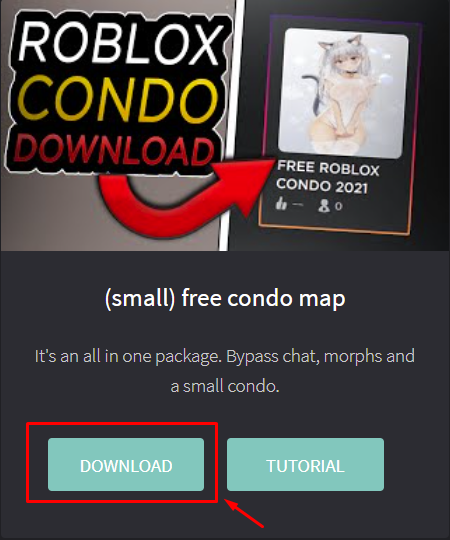 ROBLOX
CONDO
DOWNLOAD
FREE ROBLOX
CONDO 2021
— 0
(small) free condo map
It's an all in one package. Bypass chat, morphs and
a small condo.
DOWNLOAD TUTORIAL